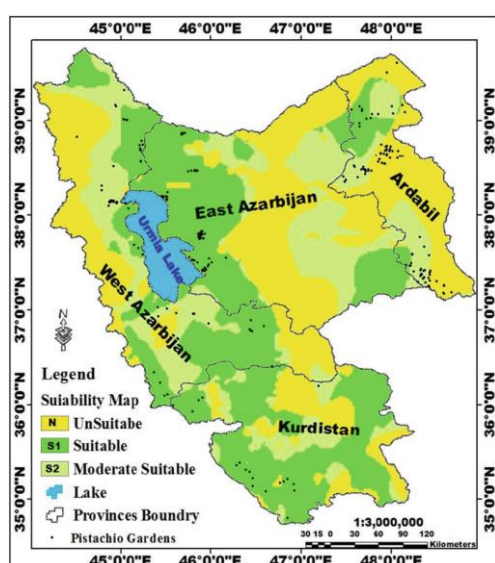 45°0'0"E 46°0'0"E 47°0'0"E 48°0'0"E
39°0'0"N
38°0'0"N
37°0'0"N
36°0'0"N
35°0'0"N
39°0'0"N
38°0'0"N
37°0'0"N
36°0'0"N
35°0'0"N
East Azarbijan
Ardabil
Urmia Lake
West Azarbijan
Kurdistan
N
Legend
Suiability Map
N UnSuitabe
S1 Suitable
S2 Moderate Suitable
Lake
Provinces Boundry
Pistachio Gardens
1:3,000,000
30 15 0 30 60 90 120
Kilometers
45°0'0"E 46°0'0"E 47°0'0"E 48°0'0"E